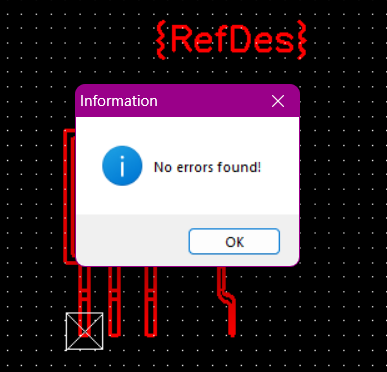 {RefDes}
Information
No errors found!
OK